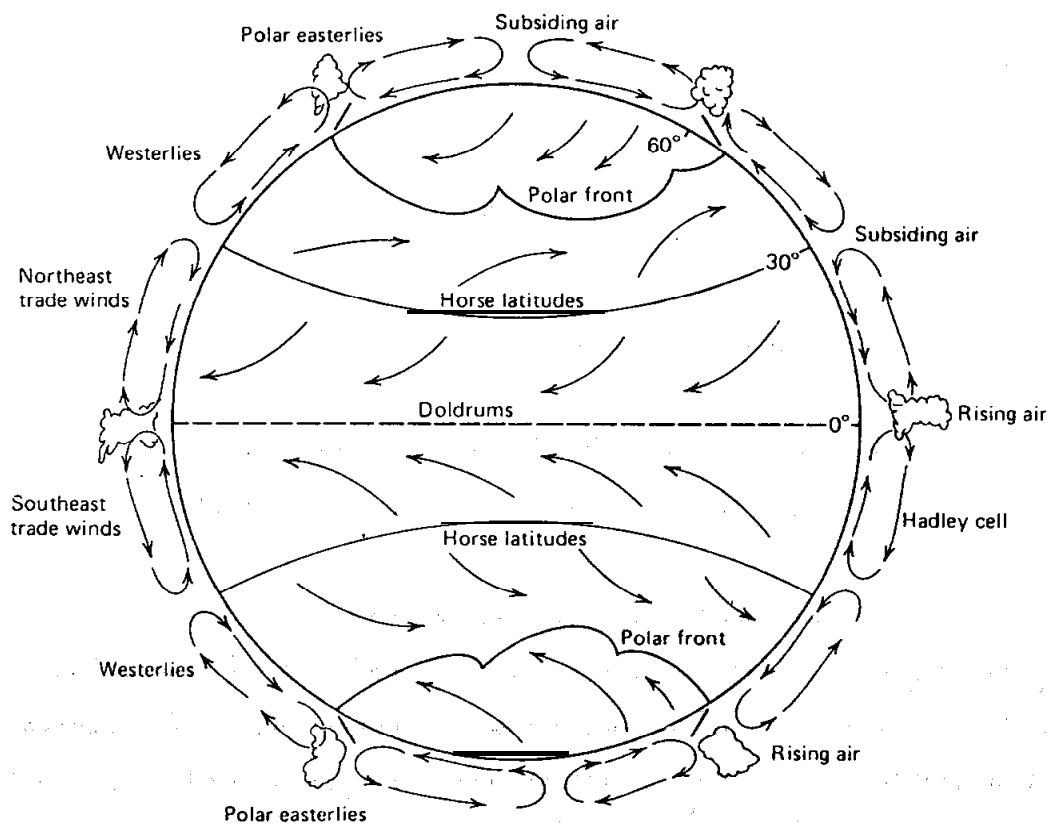 Subsiding air
Polar easterlies
60°
Westerlies
Polar front
Subsiding air
30°
Northeast
trade winds
Horse latitudes
Doldrums
0°
Rising air
Southeast
trade winds
Hadley cell
Horse latitudes
Polar front
Westerlies
Rising air
Polar easterlies